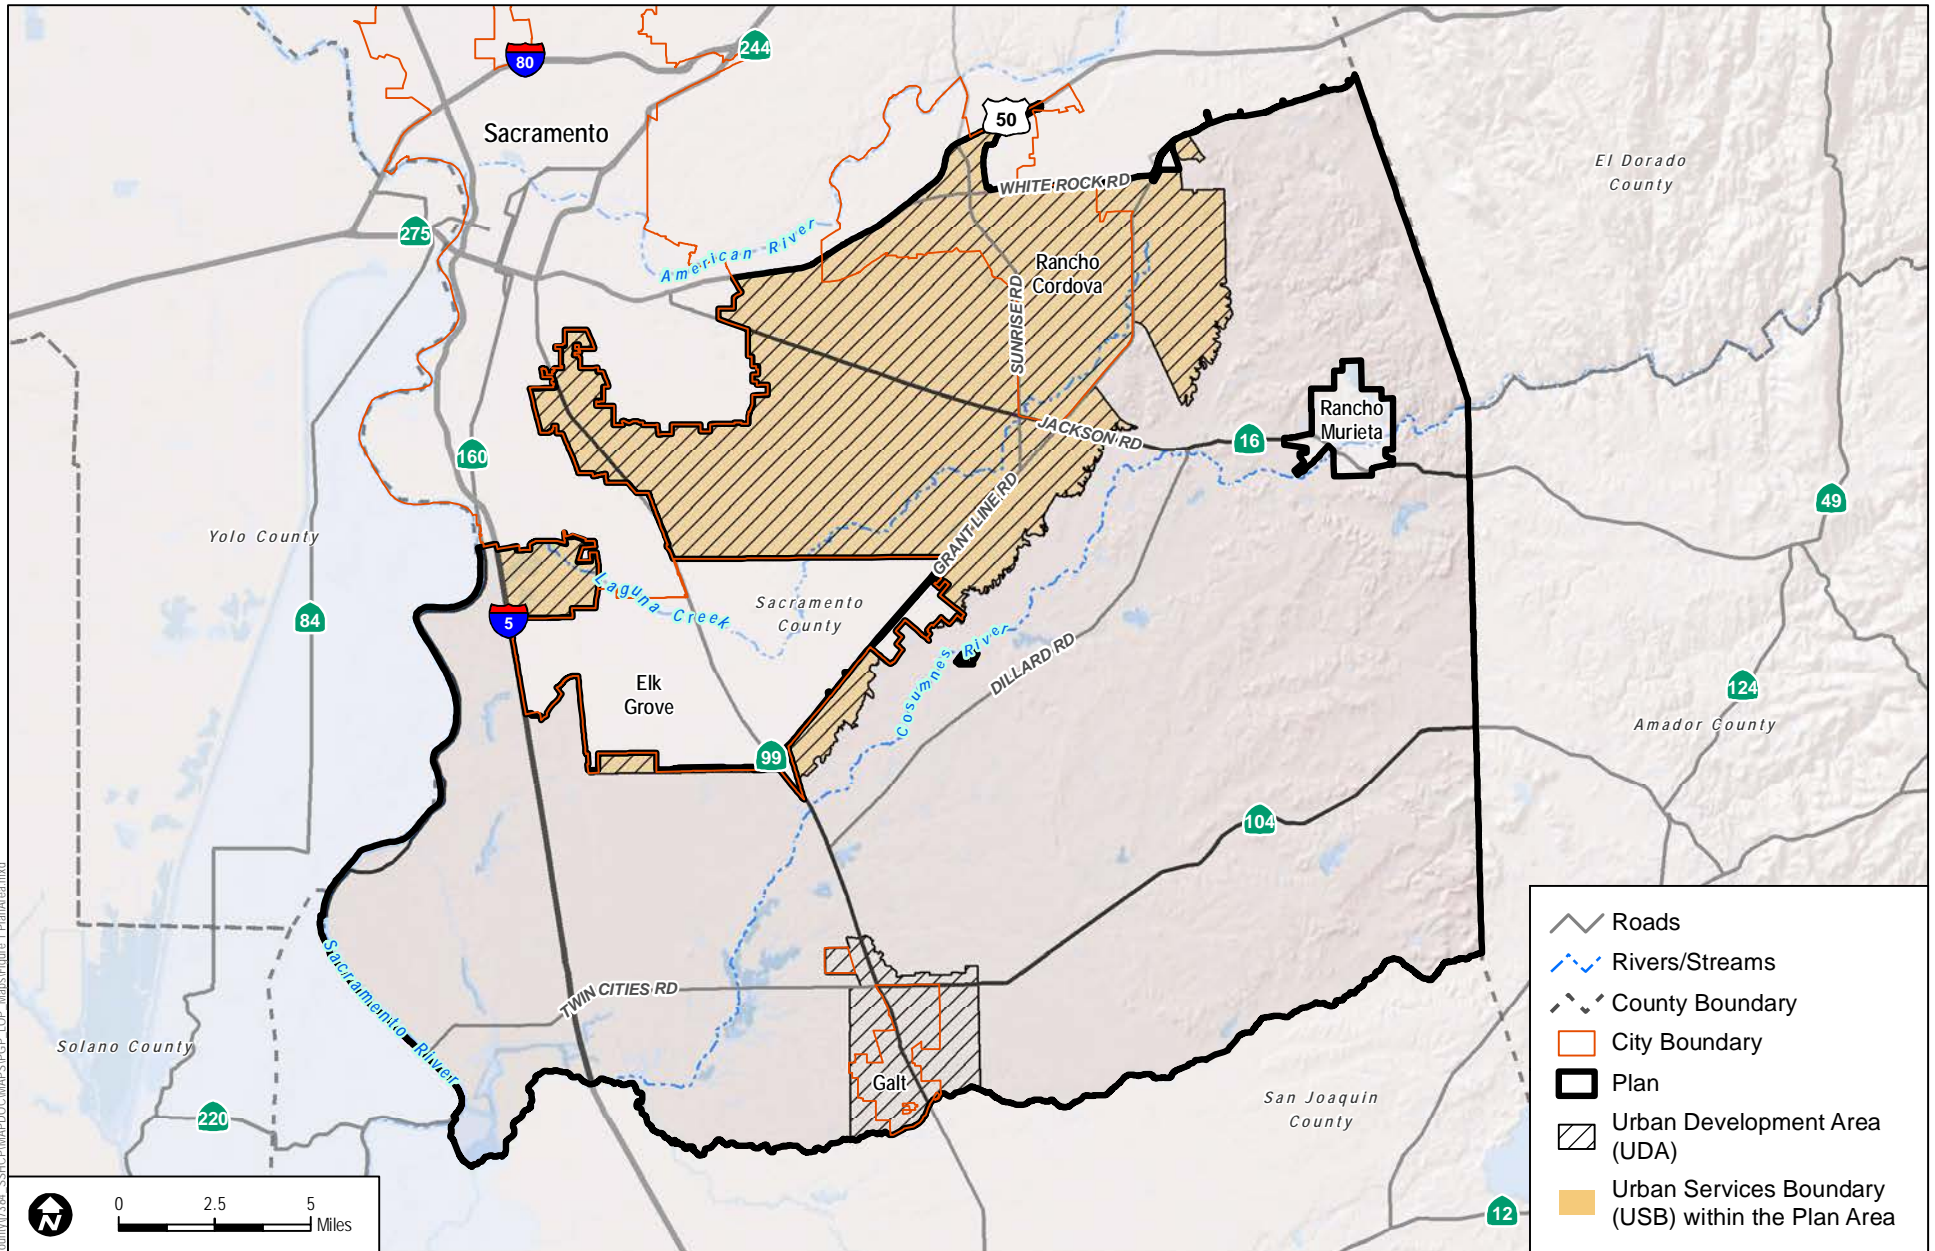 244
80
Sacramento
50
El Dorado
County
WHITE ROCK RD
275
American River
Rancho
Cordova
SUNRISE RD
Rancho
Murieta
JACKSON RD
16
160
49
GRANT LINE RD
Yolo County
Laguna Creek
Sacramento
County
84
5
Cosumnes River
DILLARD RD
Elk
Grove
124
Amador County
99
104
TWIN CITIES RD
Sacramento River
Solano County
Galt
220
San Joaquin
County
12
Roads
Rivers/Streams
County Boundary
City Boundary
Plan
Urban Development Area
(UDA)
Urban Services Boundary
(USB) within the Plan Area
N
0 2.5 5
Miles